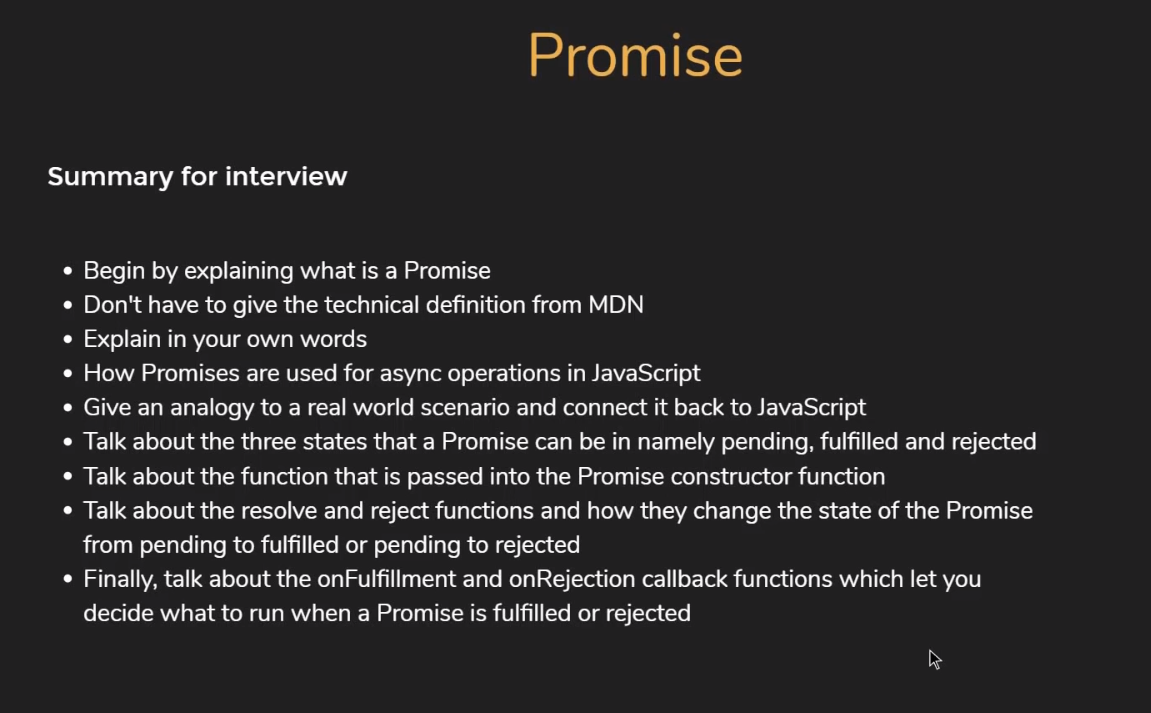 Promise
Summary for interview
• Begin by explaining what is a Promise
• Don't have to give the technical definition from MDN
• Explain in your own words
• How Promises are used for async operations in JavaScript
• Give an analogy to a real world scenario and connect it back to JavaScript
• Talk about the three states that a Promise can be in namely pending, fulfilled and rejected
• Talk about the function that is passed into the Promise constructor function
• Talk about the resolve and reject functions and how they change the state of the Promise
from pending to fulfilled or pending to rejected
• Finally, talk about the onFulfillment and onRejection callback functions which let you
decide what to run when a Promise is fulfilled or rejected